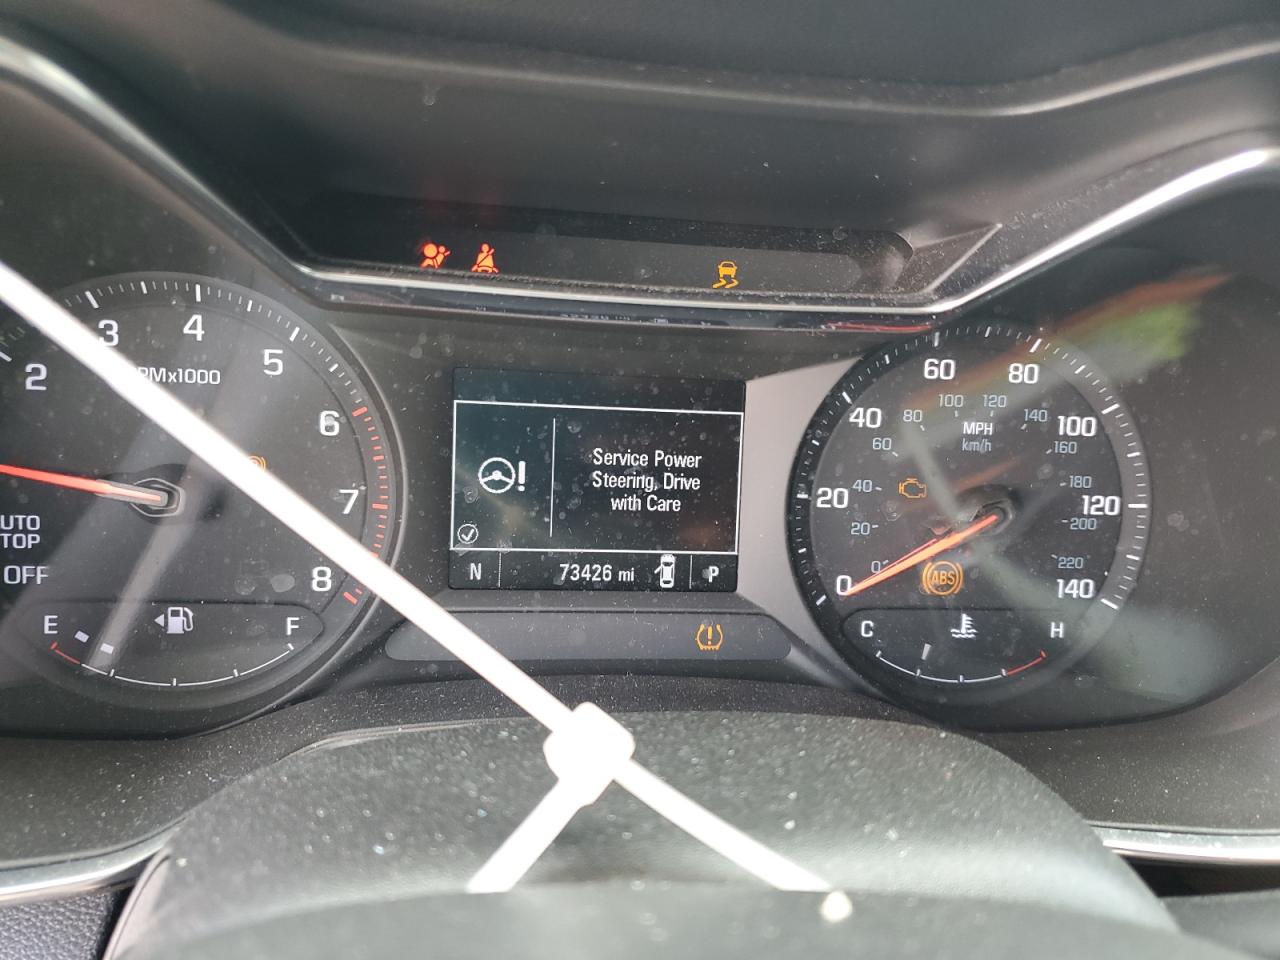 2
3
4
5
6
7
8
RPMx1000
UTO
TOP
OFF
E
F
Service Power
Steering, Drive
with Care
N
73426 mi
P
0
20
40
60
80
100
120
140
MPH
km/h
0
20
40
60
80
100
120
140
160
180
200
220
ABS
C
H